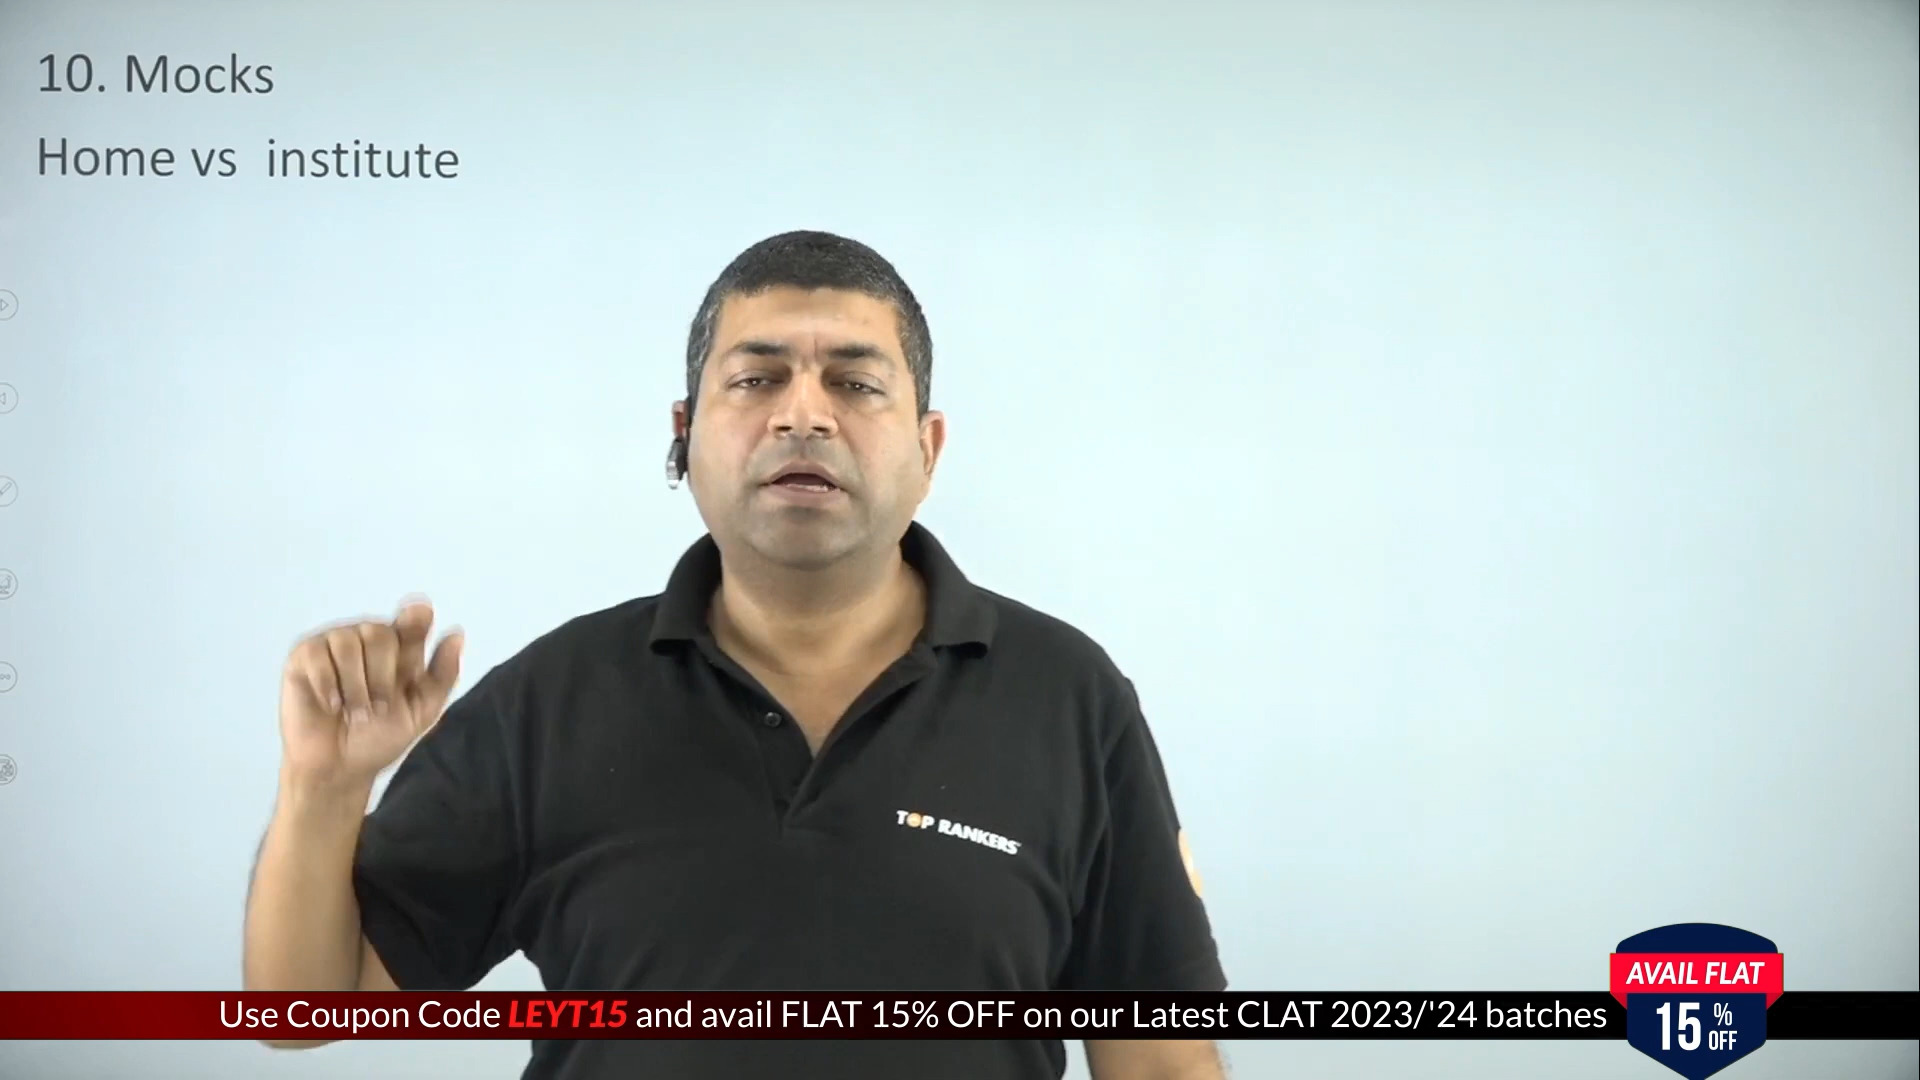 10. Mocks
Home vs institute
TOP RANKERS
AVAIL FLAT
Use Coupon Code LEYT15 and avail FLAT 15% OFF on our Latest CLAT 2023/'24 batches
15 % OFF